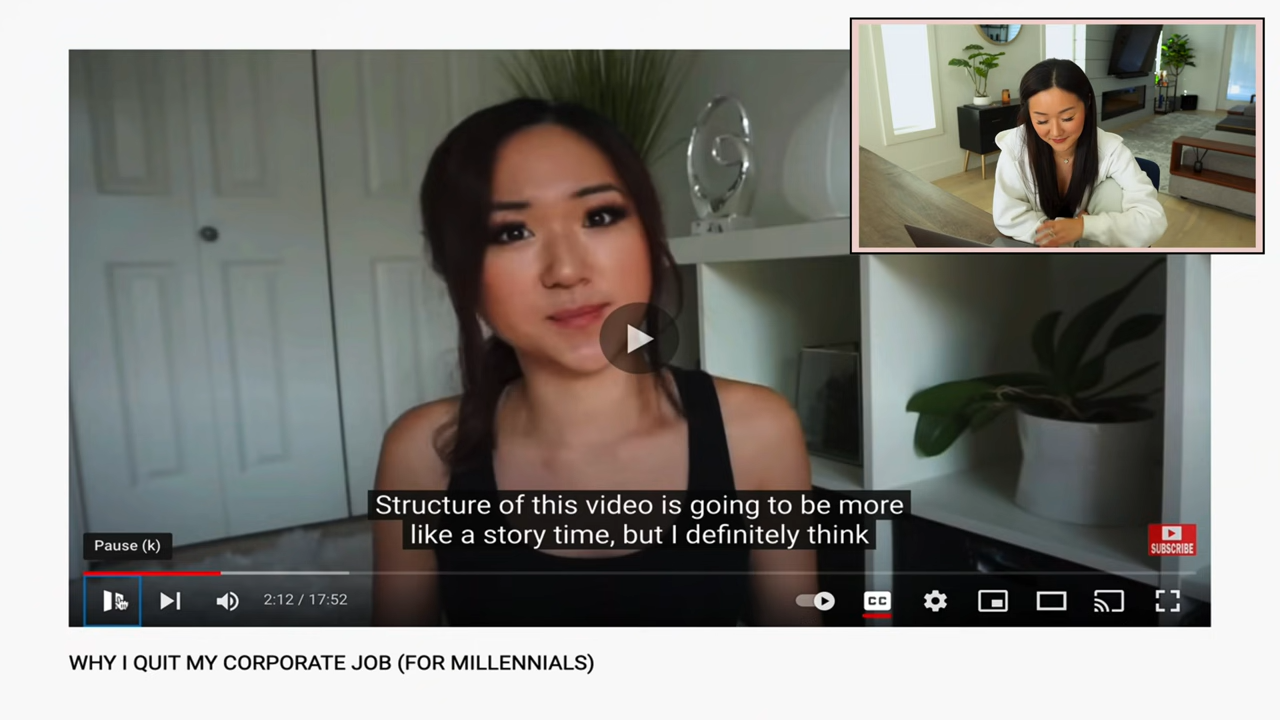 Structure of this video is going to be more
like a story time, but I definitely think
Pause (k)
SUBSCRIBE
2:12 / 17:52
CC
WHY I QUIT MY CORPORATE JOB (FOR MILLENNIALS)